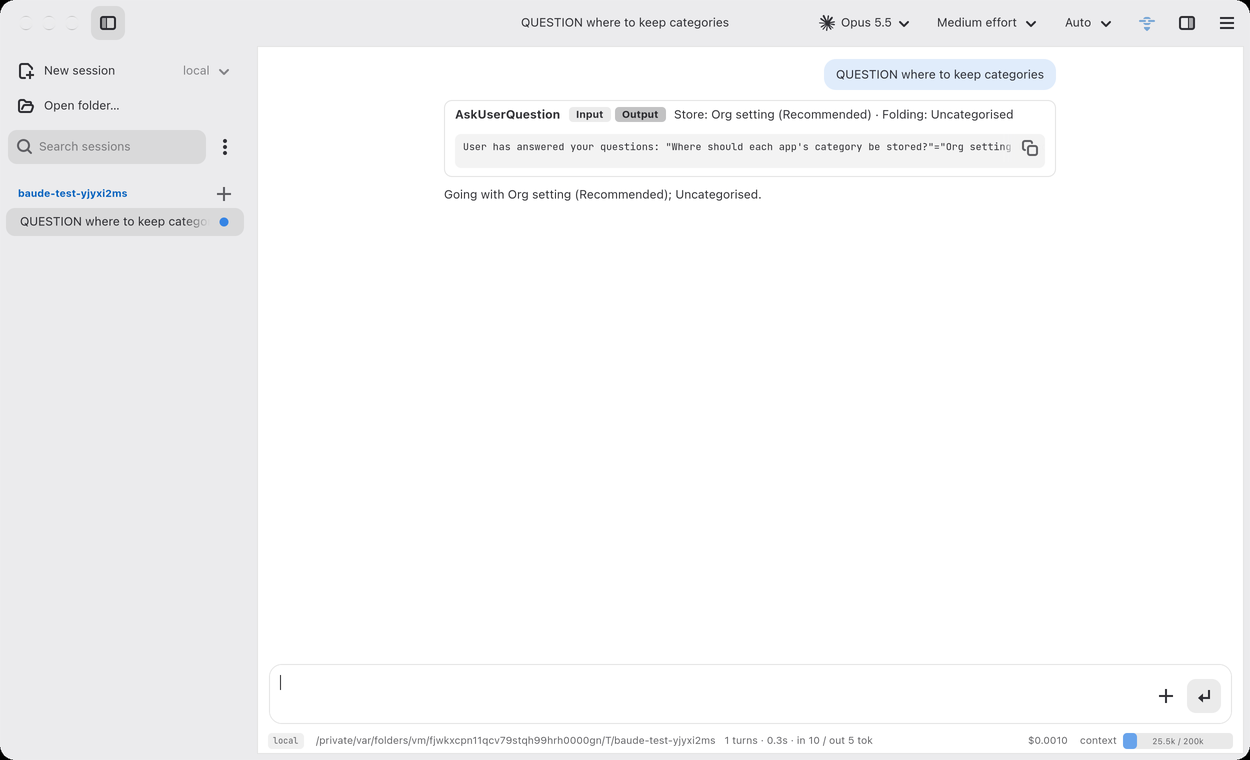 QUESTION where to keep categories
Opus 5.5
Medium effort
Auto
New session
local
Open folder...
Search sessions
baude-test-yjyxi2ms
QUESTION where to keep catego
QUESTION where to keep categories
AskUserQuestion Input Output Store: Org setting (Recommended) · Folding: Uncategorised
User has answered your questions: "Where should each app's category be stored?"="Org setting
Going with Org setting (Recommended); Uncategorised.
local /private/var/folders/vm/fjwkxcpn11qcv79stqh99hrh0000gn/T/baude-test-yjyxi2ms 1 turns · 0.3s · in 10 / out 5 tok
$0.0010 context 25.5k / 200k